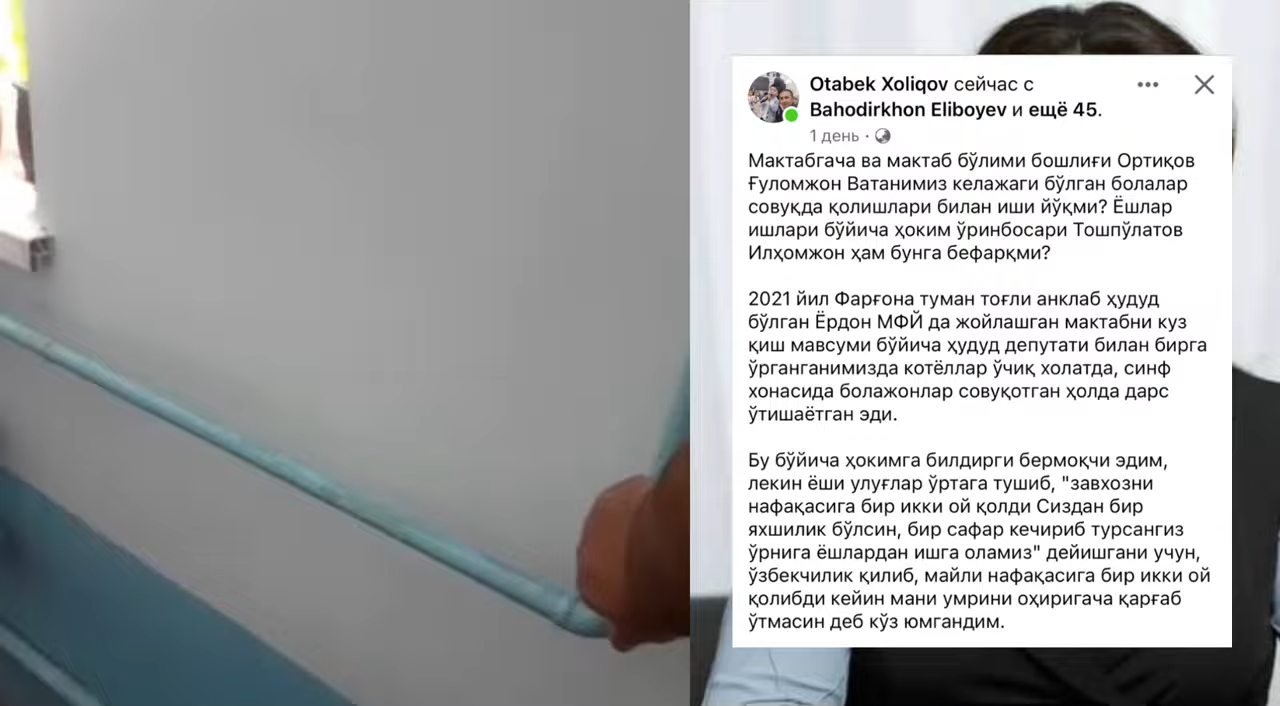 Otabek Xoliqov сейчас с
Bahodirkhon Eliboyev и ещё 45.
1 день ·
Мактабгача ва мактаб бўлими бошлиғи Ортиқов
Ғуломжон Ватанимиз келажаги бўлган болалар
совуқда қолишлари билан иши йўқми? Ёшлар
ишлари бўйича ҳоким ўринбосари Тошпўлатов
Илҳомжон ҳам бунга бефарқми?
2021 йил Фарғона туман тоғли анклаб ҳудуд
бўлган Ёрдон МФЙ да жойлашган мактабни куз
қиш мавсуми бўйича ҳудуд депутати билан бирга
ўрганганимизда котёллар ўчиқ холатда, синф
хонасида болажонлар совуқотган ҳолда дарс
ўтишаётган эди.
Бу бўйича ҳокимга билдирги бермоқчи эдим,
лекин ёши улуғлар ўртага тушиб, "завхозни
нафақасига бир икки ой қолди Сиздан бир
яхшилик бўлсин, бир сафар кечириб турсангиз
ўрнига ёшлардан ишга оламиз" дейишгани учун,
ўзбекчилик қилиб, майли нафақасига бир икки ой
қолибди кейин мани умрини оҳиригача қарғаб
ўтмасин деб кўз юмгандим.